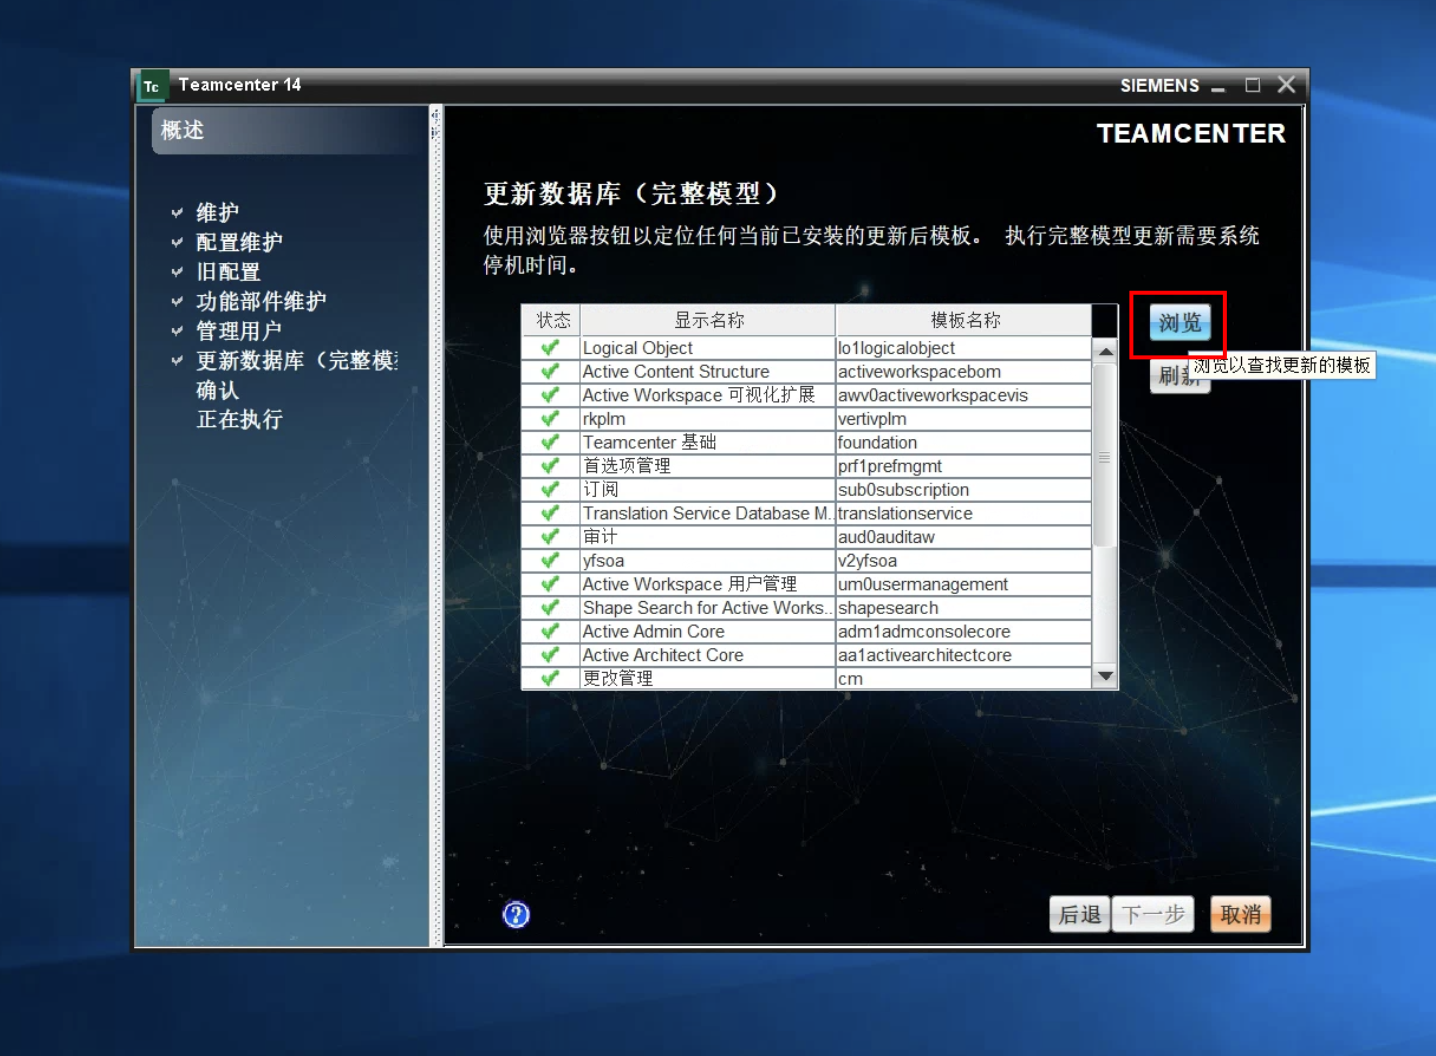 Tc Teamcenter 14
SIEMENS
概述
维护
配置维护
旧配置
功能部件维护
管理用户
更新数据库（完整模
确认
正在执行
TEAMCENTER
更新数据库（完整模型）
使用浏览器按钮以定位任何当前已安装的更新后模板。 执行完整模型更新需要系统
停机时间。
状态 显示名称 模板名称
Logical Object lo1logicalobject
Active Content Structure activeworkspacebom
Active Workspace 可视化扩展 awv0activeworkspacevis
rkplm vertivplm
Teamcenter 基础 foundation
首选项管理 prf1prefmgmt
订阅 sub0subscription
Translation Service Database M.. translationservice
审计 aud0auditaw
yfsoa v2yfsoa
Active Workspace 用户管理 um0usermanagement
Shape Search for Active Works... shapesearch
Active Admin Core adm1admconsolecore
Active Architect Core aa1activearchitectcore
更改管理 cm
浏览
浏览以查找更新的模板
刷新
?
后退 下一步 取消